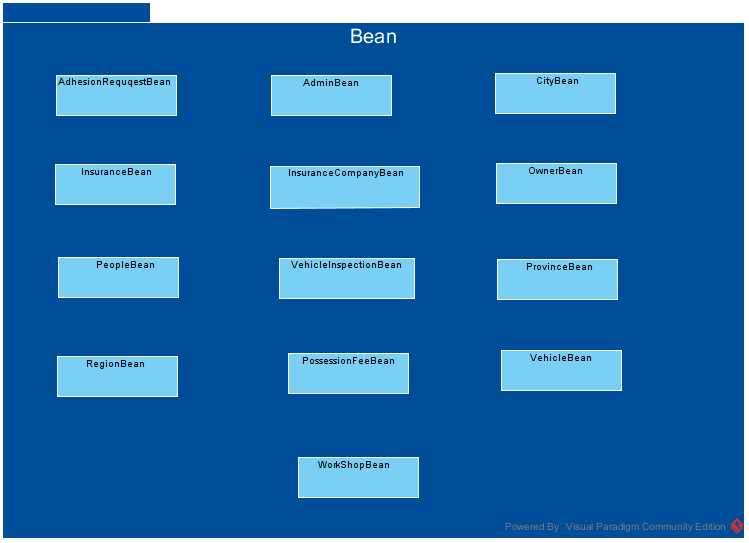 Bean
AdhesionRequqestBean
AdminBean
CityBean
InsuranceBean
InsuranceCompanyBean
OwnerBean
PeopleBean
VehicleInspectionBean
ProvinceBean
RegionBean
PossessionFeeBean
VehicleBean
WorkShopBean
Powered By Visual Paradigm Community Edition